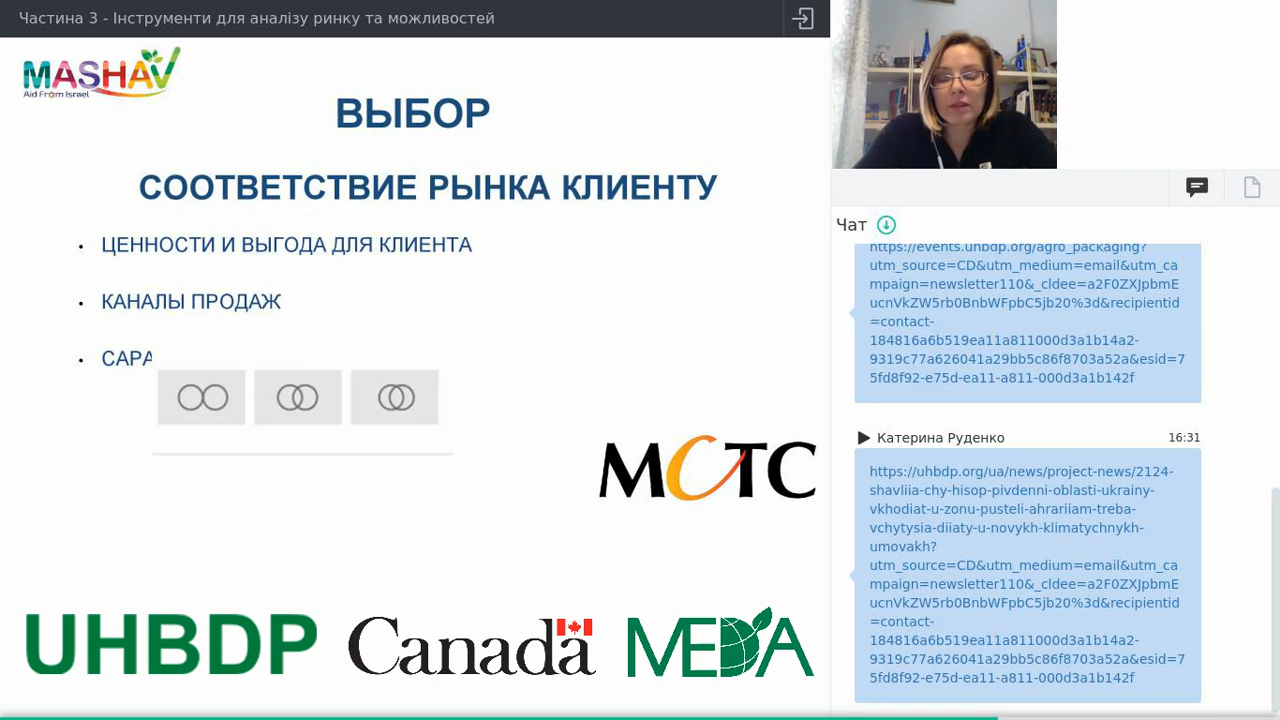 Частина 3 - Інструменти для аналізу ринку та можливостей
MASHAV
Aid From Israel
ВЫБОР
СООТВЕТСТВИЕ РЫНКА КЛИЕНТУ
• ЦЕННОСТИ И ВЫГОДА ДЛЯ КЛИЕНТА
• КАНАЛЫ ПРОДАЖ
• CAPA
MCTC
UHBDP
Canada
MEDA
Чат
https://events.uhbdp.org/agro_packaging?
utm_source=CD&utm_medium=email&utm_ca
mpaign=newsletter110&_cldee=a2F0ZXJpbmE
ucnVkZW5rb0BnbWFpbC5jb20%3d&recipientid
=contact-
184816a6b519ea11a811000d3a1b14a2-
9319c77a626041a29bb5c86f8703a52a&esid=7
5fd8f92-e75d-ea11-a811-000d3a1b142f
Катерина Руденко 16:31
https://uhbdp.org/ua/news/project-news/2124-
shavliia-chy-hisop-pivdenni-oblasti-ukrainy-
vkhodiat-u-zonu-pusteli-ahrariiam-treba-
vchytysia-diiaty-u-novykh-klimatychnykh-
umovakh?
utm_source=CD&utm_medium=email&utm_ca
mpaign=newsletter110&_cldee=a2F0ZXJpbmE
ucnVkZW5rb0BnbWFpbC5jb20%3d&recipientid
=contact-
184816a6b519ea11a811000d3a1b14a2-
9319c77a626041a29bb5c86f8703a52a&esid=7
5fd8f92-e75d-ea11-a811-000d3a1b142f